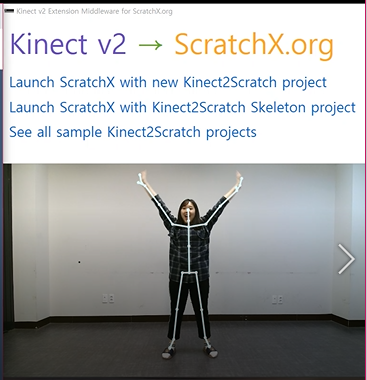 Kinect v2 Extension Middleware for ScratchX.org
Kinect v2 → ScratchX.org
Launch ScratchX with new Kinect2Scratch project
Launch ScratchX with Kinect2Scratch Skeleton project
See all sample Kinect2Scratch projects